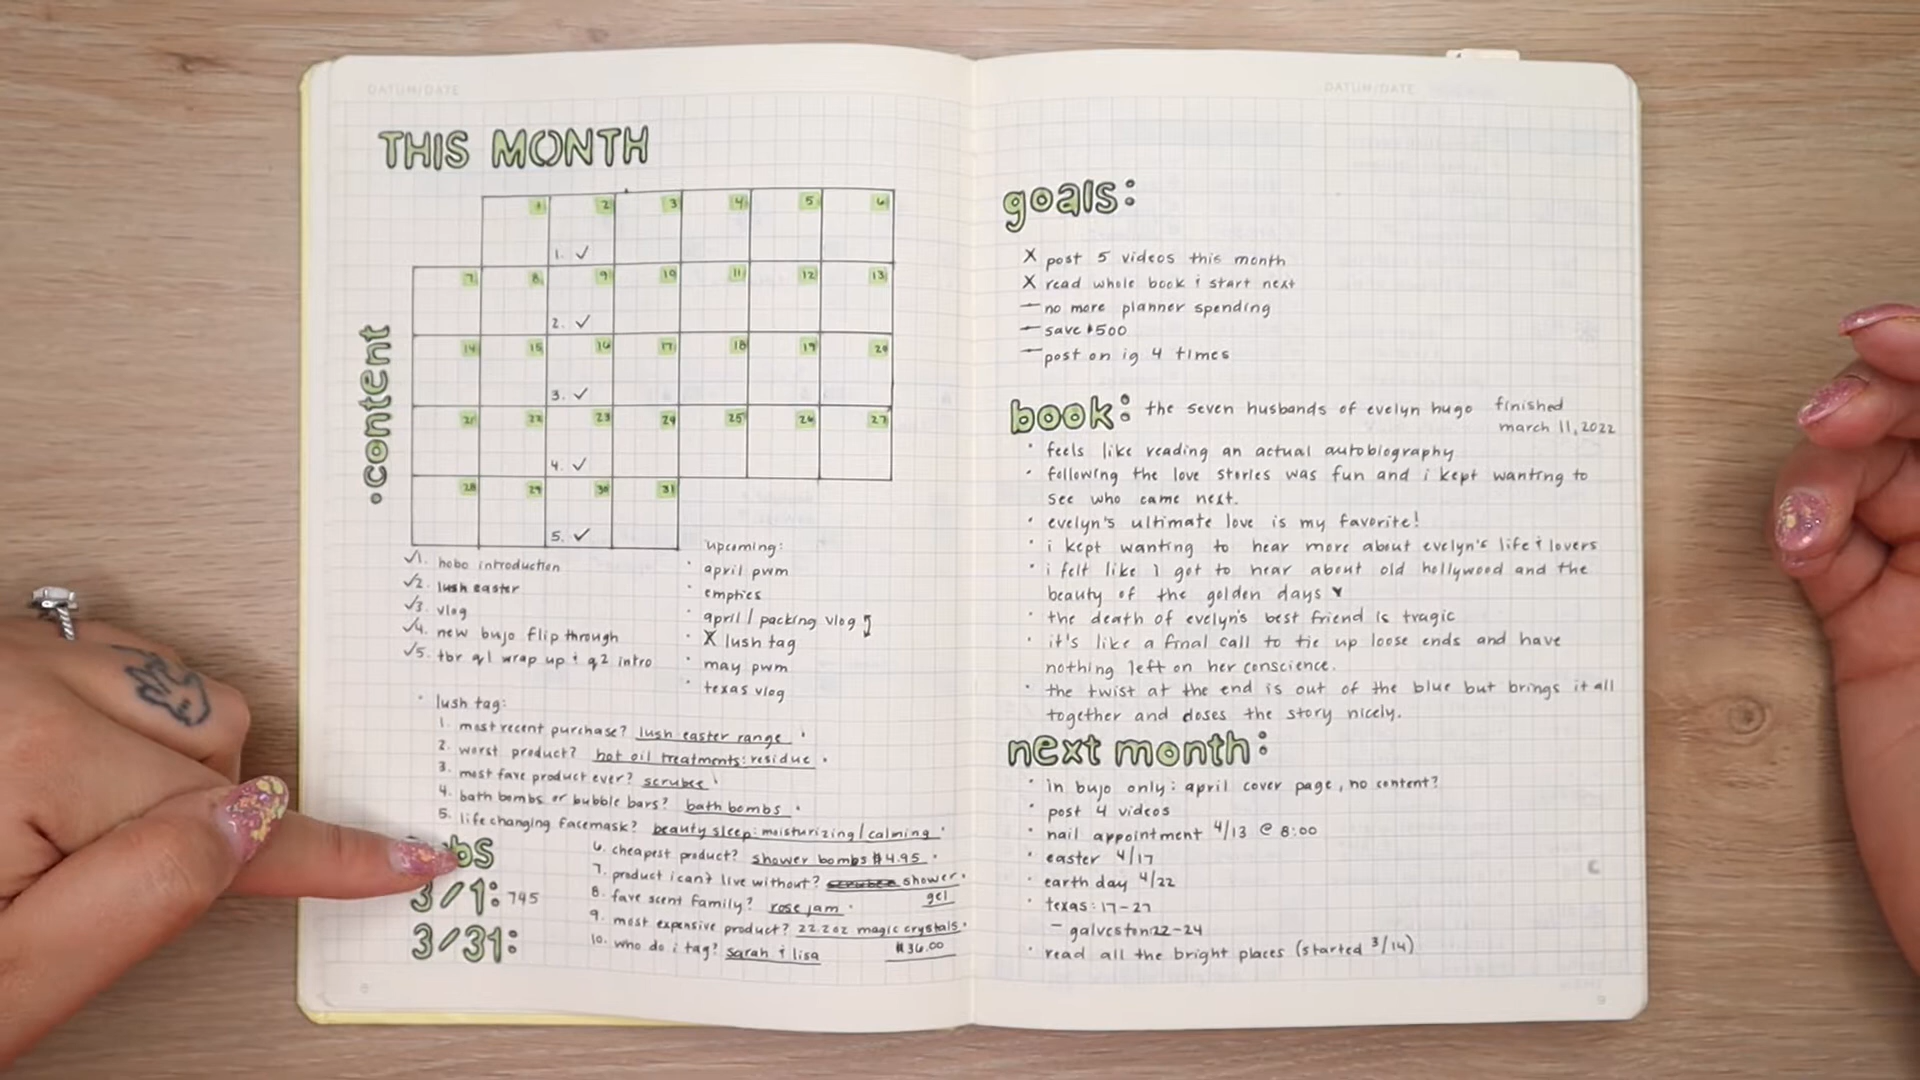 DATUM/DATE
THIS MONTH
content
1 2 3 4 5 6
1. ✓
7 8 9 10 11 12 13
2. ✓
14 15 16 17 18 19 20
3. ✓
21 22 23 24 25 26 27
4. ✓
28 29 30 31
5. ✓
✓1. hobo introduction
✓2. lush easter
✓3. vlog
✓4. new bujo flip through
✓5. tbr q1 wrap up + q2 intro
upcoming:
• april pwm
• empties
april / packing vlog
• X lush tag
• may pwm
• texas vlog
• lush tag:
1. most recent purchase? lush easter range
2. worst product? hot oil treatments: residue
3. most fave product ever? scrubee
4. bath bombs or bubble bars? bath bombs
5. life changing facemask? beauty sleep: moisturizing/calming
6. cheapest product? shower bombs $4.95
7. product i can't live without? shower
gel
8. fave scent family? rose jam
9. most expensive product? 22.2oz magic crystals
$36.00
10. who do i tag? sarah + lisa
bs
3/1: 745
3/31:
DATUM/DATE
goals:
X post 5 videos this month
X read whole book i start next
— no more planner spending
— save $500
— post on ig 4 times
book: the seven husbands of evelyn hugo finished
march 11, 2022
• feels like reading an actual autobiography
• following the love stories was fun and i kept wanting to
see who came next.
• evelyn's ultimate love is my favorite!
• i kept wanting to hear more about evelyn's life + lovers
• i felt like I got to hear about old hollywood and the
beauty of the golden days ♥
• the death of evelyn's best friend is tragic
• it's like a final call to tie up loose ends and have
nothing left on her conscience.
• the twist at the end is out of the blue but brings it all
together and closes the story nicely.
next month:
• in bujo only: april cover page, no content?
• post 4 videos
• nail appointment 4/13 @ 8:00
• easter 4/17
• earth day 4/22
• texas: 17-27
— galveston: 22-24
• read all the bright places (started 3/14)
9